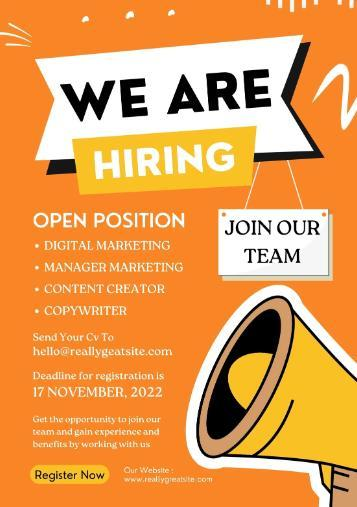 WE ARE
HIRING
OPEN POSITION
• DIGITAL MARKETING
• MANAGER MARKETING
• CONTENT CREATOR
• COPYWRITER
JOIN OUR
TEAM
Send Your Cv To
hello@reallygeatsite.com
Deadline for registration is
17 NOVEMBER, 2022
Get the opportunity to join our
team and gain experience and
benefits by working with us
Register Now
Our Website :
www.reallygreatsite.com